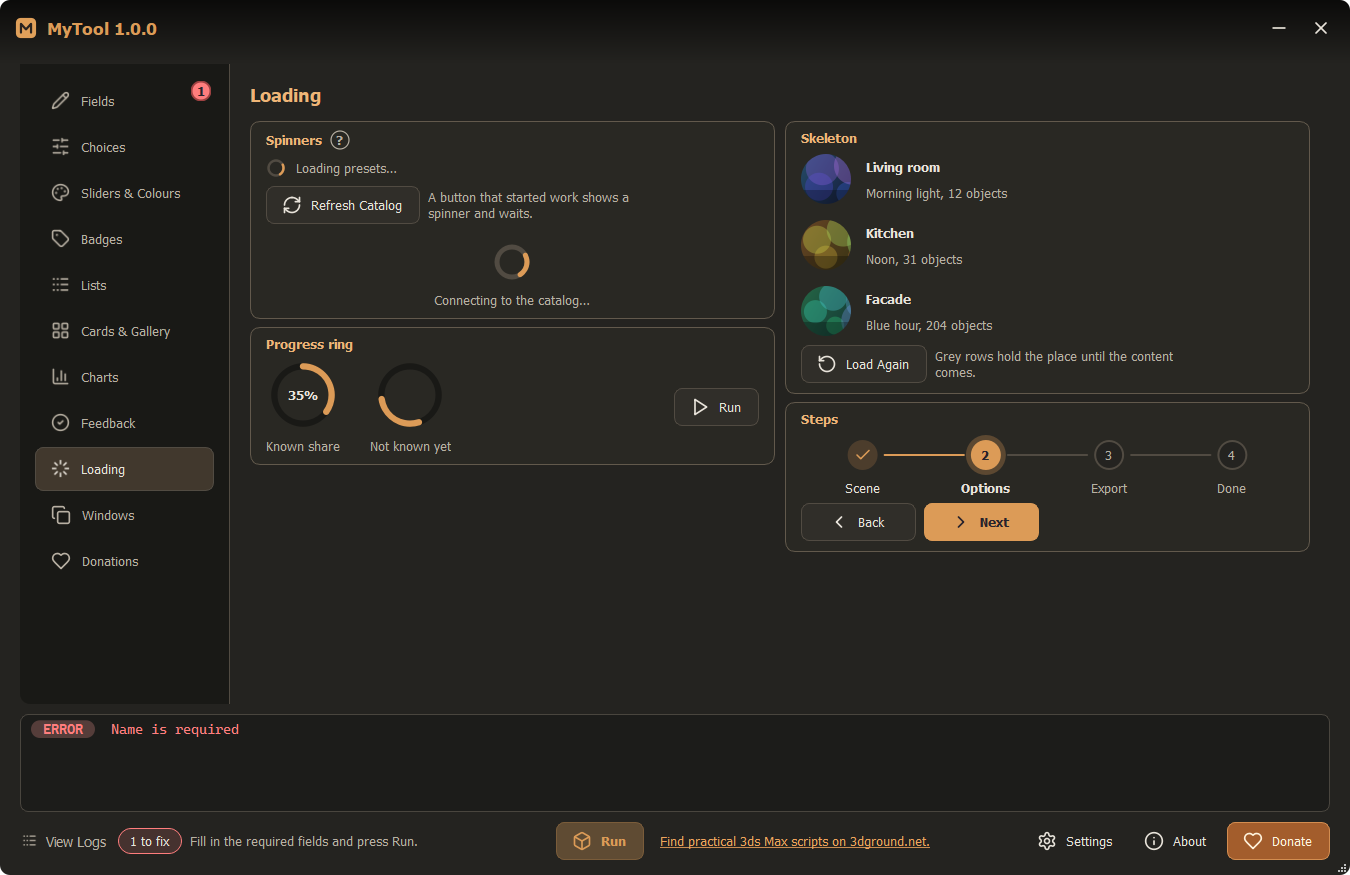 M MyTool 1.0.0
Fields
1
Choices
Sliders & Colours
Badges
Lists
Cards & Gallery
Charts
Feedback
Loading
Windows
Donations
Loading
Spinners ?
Loading presets...
Refresh Catalog
A button that started work shows a
spinner and waits.
Connecting to the catalog...
Progress ring
35%
Known share
Not known yet
Run
Skeleton
Living room
Morning light, 12 objects
Kitchen
Noon, 31 objects
Facade
Blue hour, 204 objects
Load Again
Grey rows hold the place until the content
comes.
Steps
2 3 4
Scene Options Export Done
Back
Next
ERROR Name is required
View Logs
1 to fix
Fill in the required fields and press Run.
Run
Find practical 3ds Max scripts on 3dground.net.
Settings
About
Donate